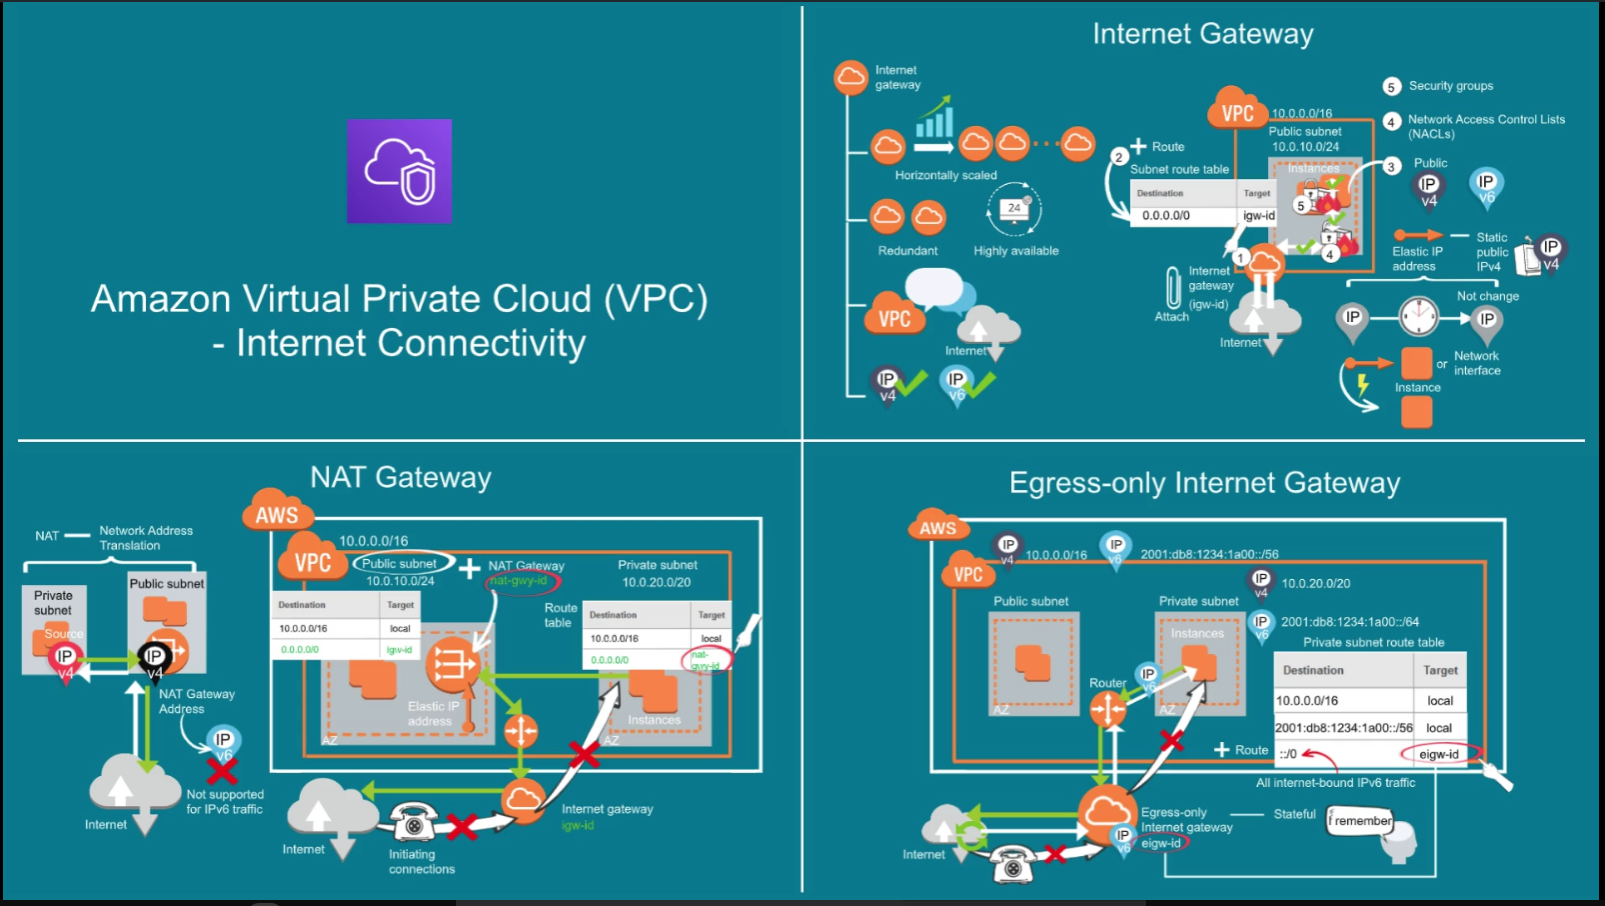 Amazon Virtual Private Cloud (VPC)
- Internet Connectivity
Internet Gateway
Internet
gateway
Horizontally scaled
Redundant
24
Highly available
VPC
Internet
IP
v4
IP
v6
VPC
10.0.0.0/16
Public subnet
10.0.10.0/24
Instances
2
Route
Subnet route table
Destination
Target
0.0.0.0/0
igw-id
5
4
1
Internet
gateway
(igw-id)
Attach
Internet
5
Security groups
4
Network Access Control Lists
(NACLs)
3
Public
IP
v4
IP
v6
Elastic IP
address
Static
public
IPv4
IP
v4
Not change
IP
IP
or
Network
interface
Instance
NAT Gateway
NAT
Network Address
Translation
Private
subnet
Public subnet
Source
IP
v4
IP
v4
NAT Gateway
Address
IP
v6
Not supported
for IPv6 traffic
Internet
AWS
VPC
10.0.0.0/16
Public subnet
10.0.10.0/24
NAT Gateway
nat-gwy-id
Private subnet
10.0.20.0/20
Destination
Target
10.0.0.0/16
local
0.0.0.0/0
igw-id
Route
table
Destination
Target
10.0.0.0/16
local
0.0.0.0/0
nat-
gwy-id
Elastic IP
address
AZ
Instances
AZ
Internet
Initiating
connections
Internet gateway
igw-id
Egress-only Internet Gateway
AWS
VPC
IP
v4
10.0.0.0/16
IP
v6
2001:db8:1234:1a00::/56
Public subnet
AZ
Private subnet
Instances
AZ
IP
v4
10.0.20.0/20
IP
v6
2001:db8:1234:1a00::/64
Private subnet route table
Destination
Target
10.0.0.0/16
local
2001:db8:1234:1a00::/56
local
Route
::/0
eigw-id
All internet-bound IPv6 traffic
Router
IP
v6
Internet
IP
v6
Egress-only
Internet gateway
eigw-id
Stateful
I remember